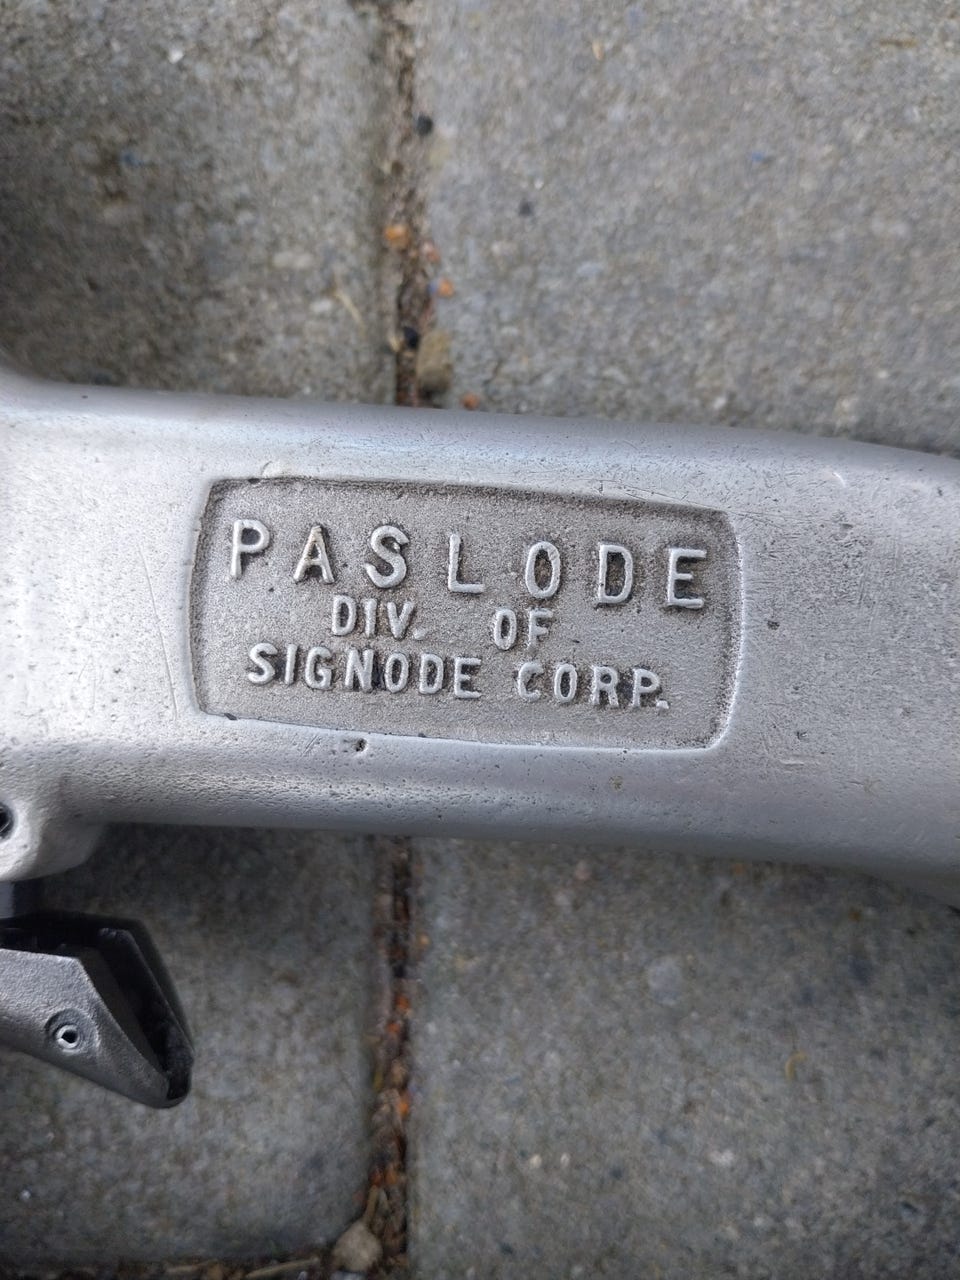 PASLODE
DIV. OF
SIGNODE CORP.